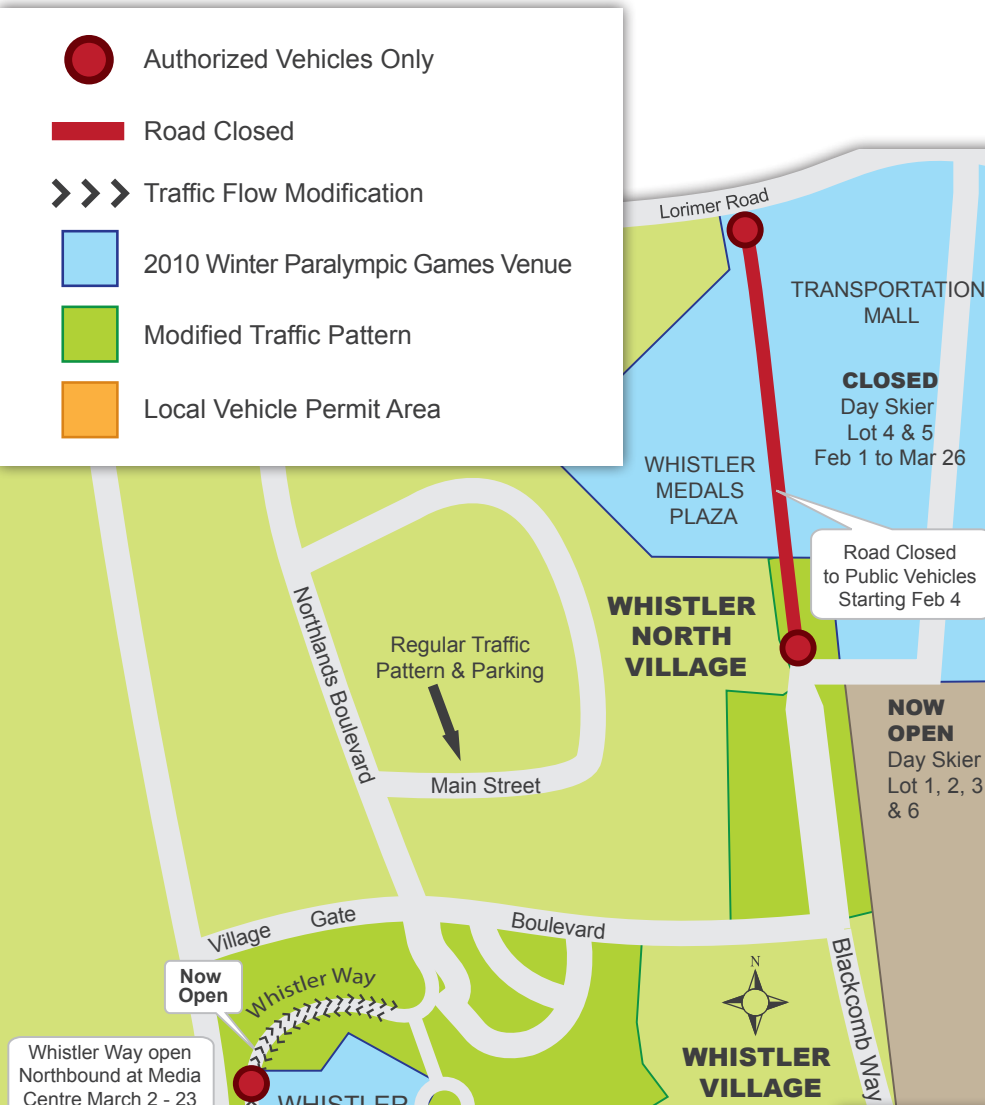 Authorized Vehicles Only
Road Closed
Traffic Flow Modification
2010 Winter Paralympic Games Venue
Modified Traffic Pattern
Local Vehicle Permit Area
Lorimer Road
TRANSPORTATION
MALL
CLOSED
Day Skier
Lot 4 & 5
Feb 1 to Mar 26
WHISTLER
MEDALS
PLAZA
Road Closed
to Public Vehicles
Starting Feb 4
WHISTLER
NORTH
VILLAGE
Northlands Boulevard
Regular Traffic
Pattern & Parking
Main Street
NOW
OPEN
Day Skier
Lot 1, 2, 3
& 6
Village Gate Boulevard
Blackcomb Way
Now
Open
Whistler Way
N
Whistler Way open
Northbound at Media
Centre March 2 - 23
WHISTLER
WHISTLER
VILLAGE